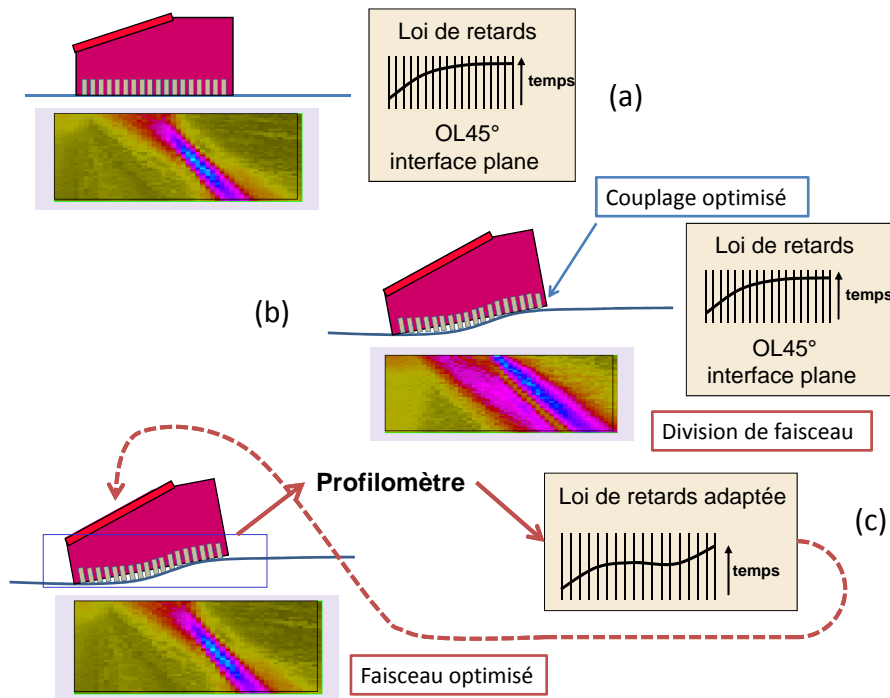 Loi de retards
temps
OL45°
interface plane
(a)
Couplage optimisé
Loi de retards
temps
OL45°
interface plane
(b)
Division de faisceau
Profilomètre
Loi de retards adaptée
temps
(c)
Faisceau optimisé